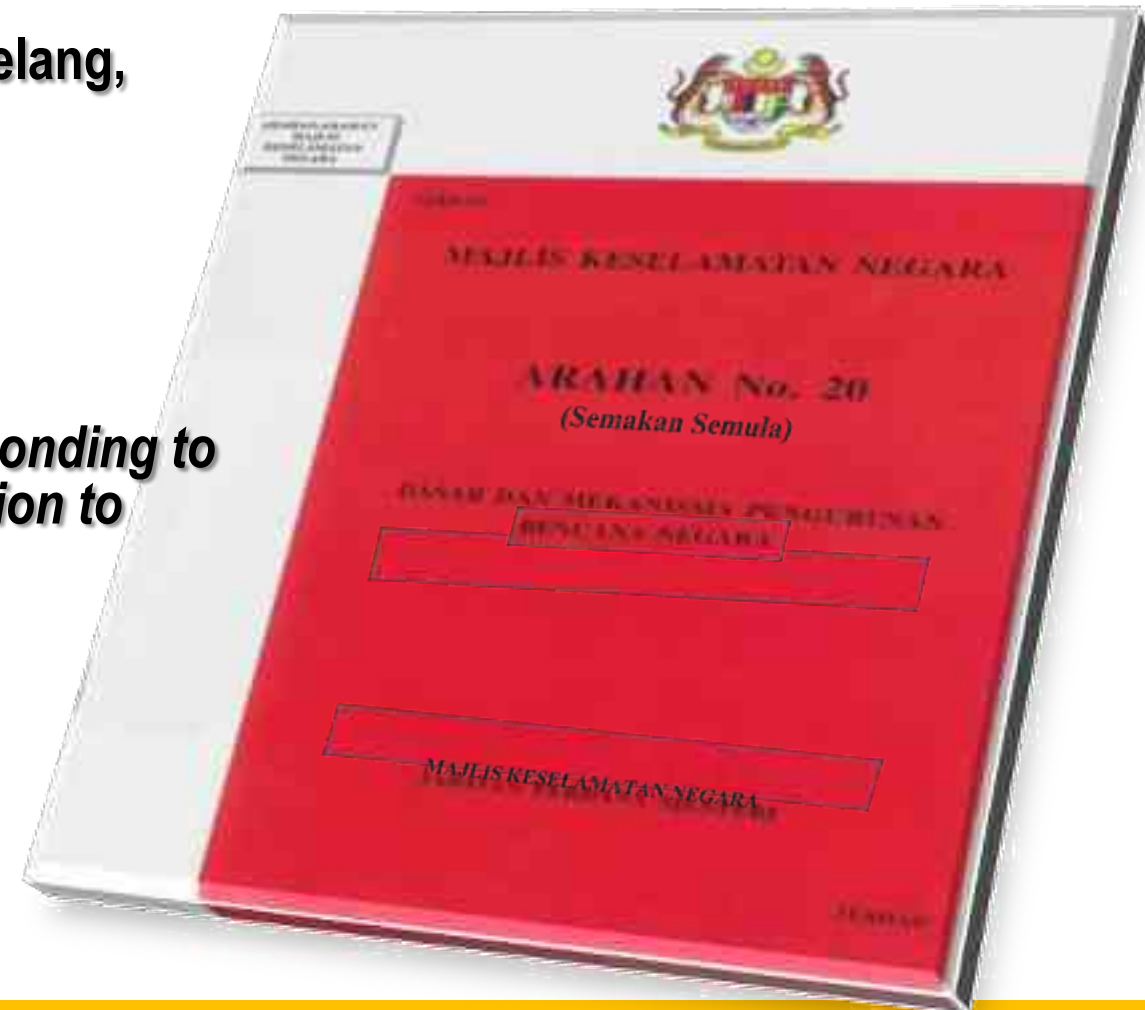 elang,
onding to
ion to
MAJLIS KESELAMATAN NEGARA
ARAHAN No. 20
(Semakan Semula)
DASAR DAN MEKANISMA PENGURUSAN
BENCANA NEGARA
MAJLIS KESELAMATAN NEGARA